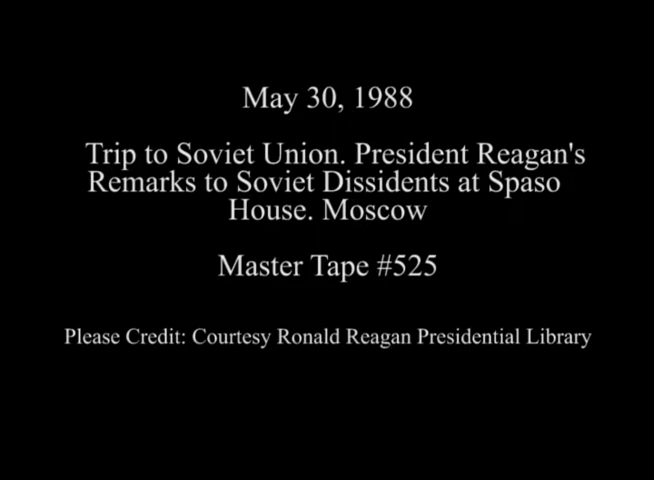 May 30, 1988
Trip to Soviet Union. President Reagan's
Remarks to Soviet Dissidents at Spaso
House. Moscow
Master Tape #525
Please Credit: Courtesy Ronald Reagan Presidential Library